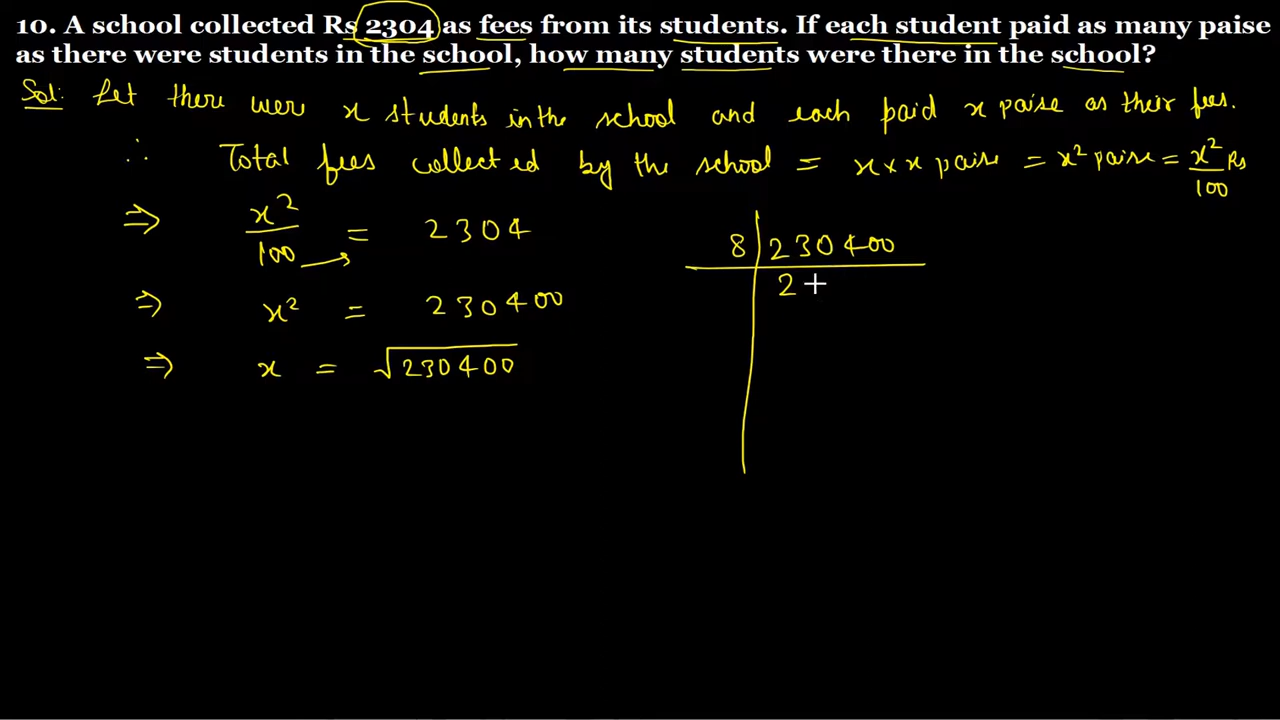 10. A school collected Rs 2304 as fees from its students. If each student paid as many paise
as there were students in the school, how many students were there in the school?
Sol: Let there were x students in the school and each paid x paise as their fees.
∴ Total fees collected by the school = x × x paise = x² paise = x²/100 Rs
⇒ x²/100 = 2304
⇒ x² = 230400
⇒ x = √230400
8 | 230400
2